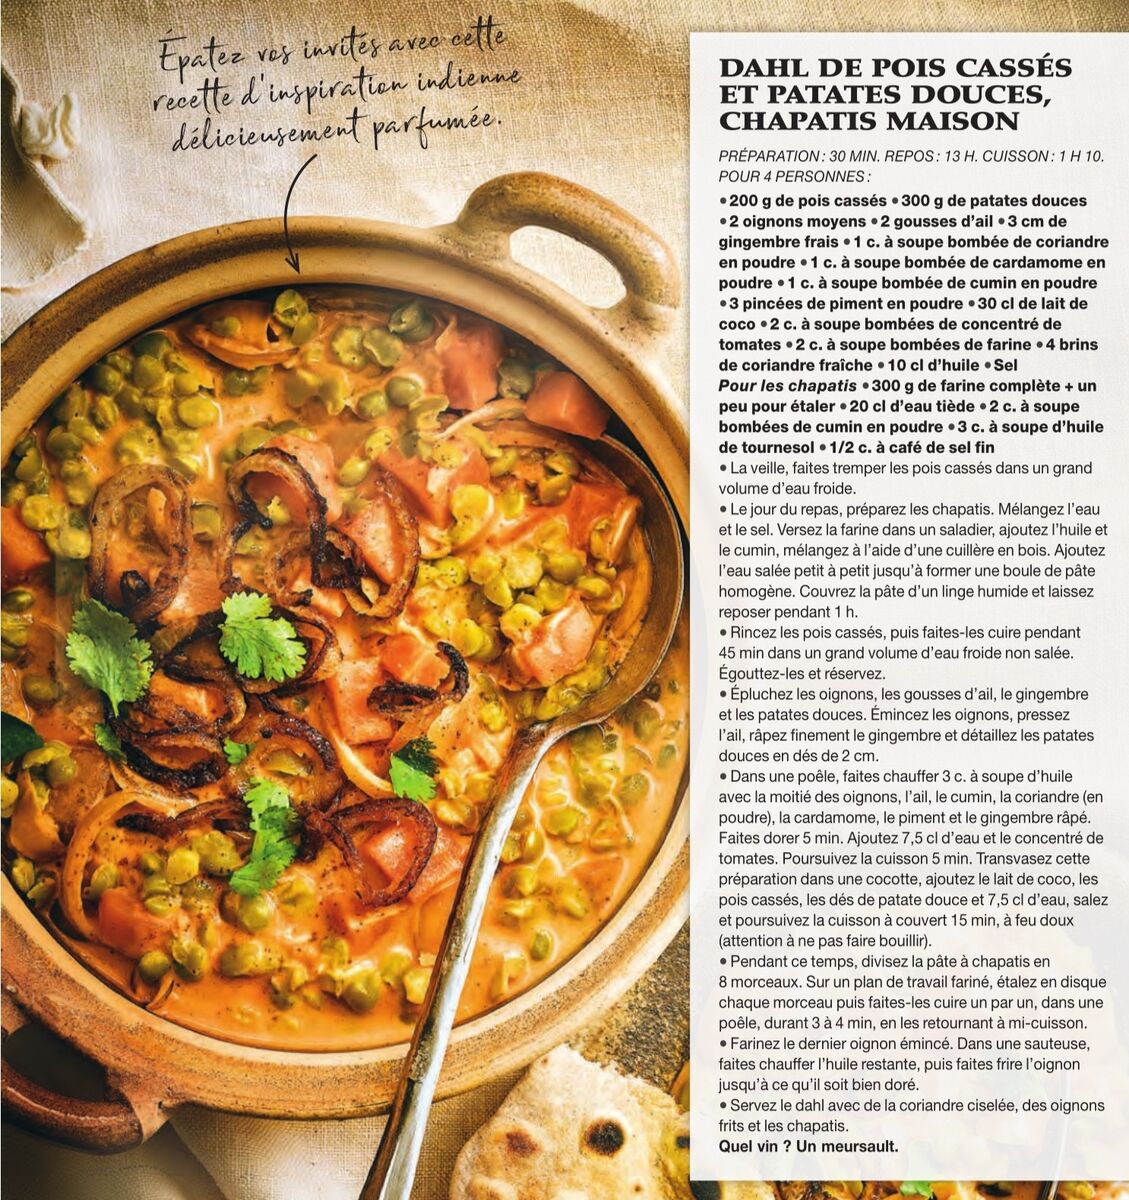 Épatez vos invités avec cette
recette d'inspiration indienne
délicieusement parfumée.
DAHL DE POIS CASSÉS
ET PATATES DOUCES,
CHAPATIS MAISON
PRÉPARATION : 30 MIN. REPOS : 13 H. CUISSON : 1 H 10.
POUR 4 PERSONNES :
• 200 g de pois cassés • 300 g de patates douces
• 2 oignons moyens • 2 gousses d'ail • 3 cm de
gingembre frais • 1 c. à soupe bombée de coriandre
en poudre • 1 c. à soupe bombée de cardamome en
poudre • 1 c. à soupe bombée de cumin en poudre
• 3 pincées de piment en poudre • 30 cl de lait de
coco • 2 c. à soupe bombées de concentré de
tomates • 2 c. à soupe bombées de farine • 4 brins
de coriandre fraîche • 10 cl d'huile • Sel
Pour les chapatis • 300 g de farine complète + un
peu pour étaler • 20 cl d'eau tiède • 2 c. à soupe
bombées de cumin en poudre • 3 c. à soupe d'huile
de tournesol • 1/2 c. à café de sel fin
• La veille, faites tremper les pois cassés dans un grand
volume d'eau froide.
• Le jour du repas, préparez les chapatis. Mélangez l'eau
et le sel. Versez la farine dans un saladier, ajoutez l'huile et
le cumin, mélangez à l'aide d'une cuillère en bois. Ajoutez
l'eau salée petit à petit jusqu'à former une boule de pâte
homogène. Couvrez la pâte d'un linge humide et laissez
reposer pendant 1 h.
• Rincez les pois cassés, puis faites-les cuire pendant
45 min dans un grand volume d'eau froide non salée.
Égouttez-les et réservez.
• Épluchez les oignons, les gousses d'ail, le gingembre
et les patates douces. Émincez les oignons, pressez
l'ail, râpez finement le gingembre et détaillez les patates
douces en dés de 2 cm.
• Dans une poêle, faites chauffer 3 c. à soupe d'huile
avec la moitié des oignons, l'ail, le cumin, la coriandre (en
poudre), la cardamome, le piment et le gingembre râpé.
Faites dorer 5 min. Ajoutez 7,5 cl d'eau et le concentré de
tomates. Poursuivez la cuisson 5 min. Transvasez cette
préparation dans une cocotte, ajoutez le lait de coco, les
pois cassés, les dés de patate douce et 7,5 cl d'eau, salez
et poursuivez la cuisson à couvert 15 min, à feu doux
(attention à ne pas faire bouillir).
• Pendant ce temps, divisez la pâte à chapatis en
8 morceaux. Sur un plan de travail fariné, étalez en disque
chaque morceau puis faites-les cuire un par un, dans une
poêle, durant 3 à 4 min, en les retournant à mi-cuisson.
• Farinez le dernier oignon émincé. Dans une sauteuse,
faites chauffer l'huile restante, puis faites frire l'oignon
jusqu'à ce qu'il soit bien doré.
• Servez le dahl avec de la coriandre ciselée, des oignons
frits et les chapatis.
Quel vin ? Un meursault.